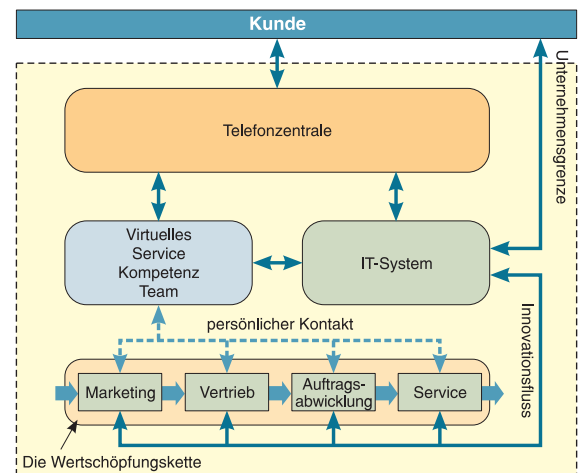 Kunde
Unternehmensgrenze
Telefonzentrale
Virtuelles
Service
Kompetenz
Team
IT-System
persönlicher Kontakt
Innovationsfluss
Marketing
Vertrieb
Auftrags-
abwicklung
Service
Die Wertschöpfungskette